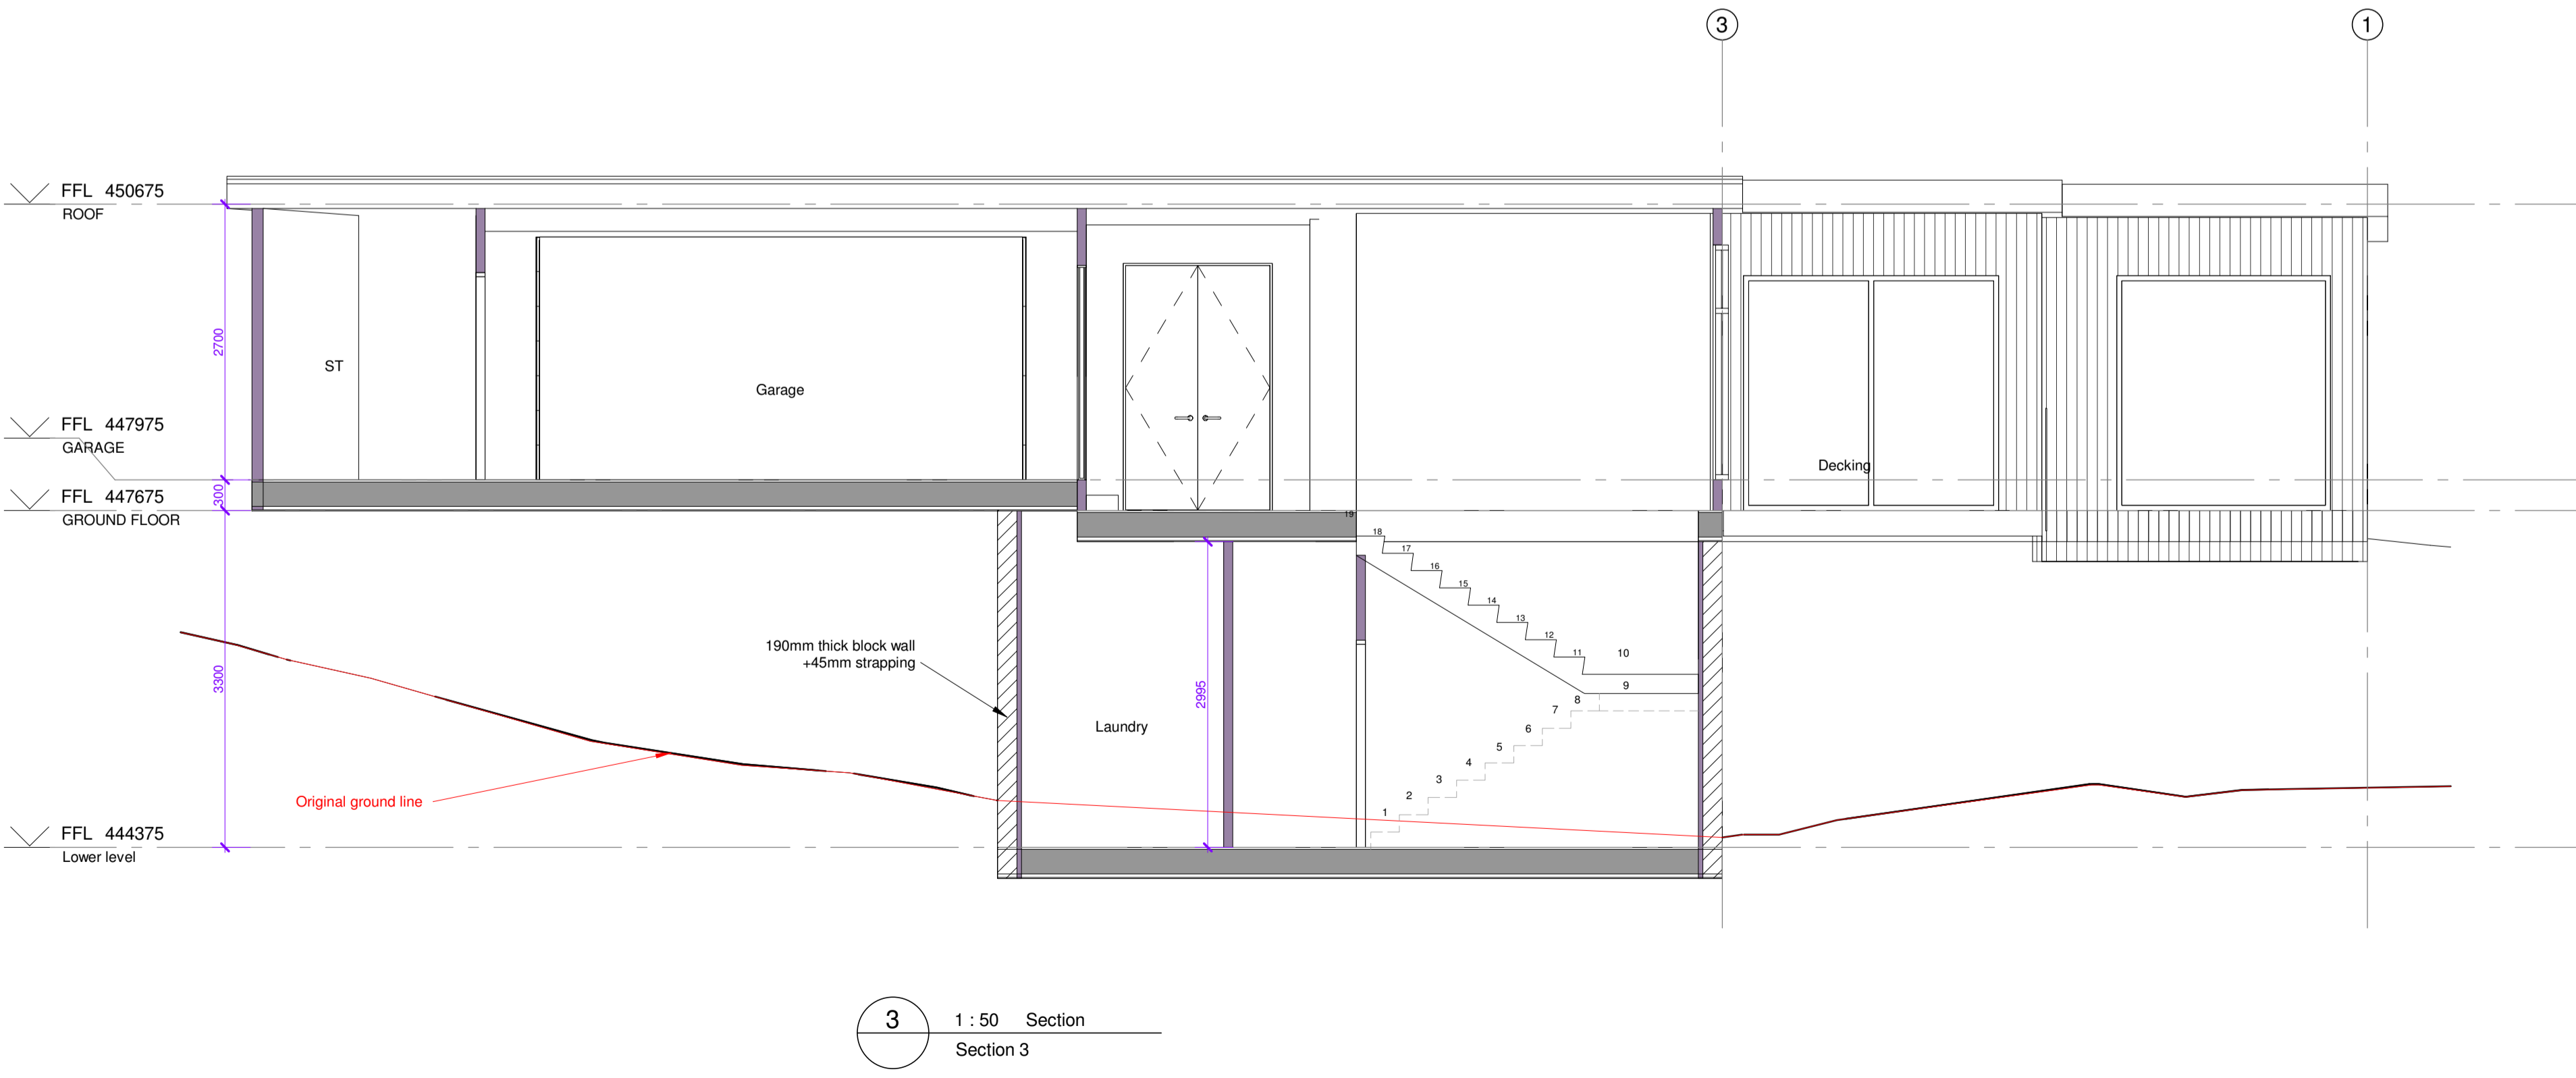 3
1
FFL 450675
ROOF
2700
ST
Garage
FFL 447975
GARAGE
Decking
300
FFL 447675
GROUND FLOOR
19
18
17
16
15
14
13
12
11
10
9
8
7
6
5
4
3
2
1
190mm thick block wall
+45mm strapping
3300
2995
Laundry
Original ground line
FFL 444375
Lower level
3
1 : 50 Section
Section 3